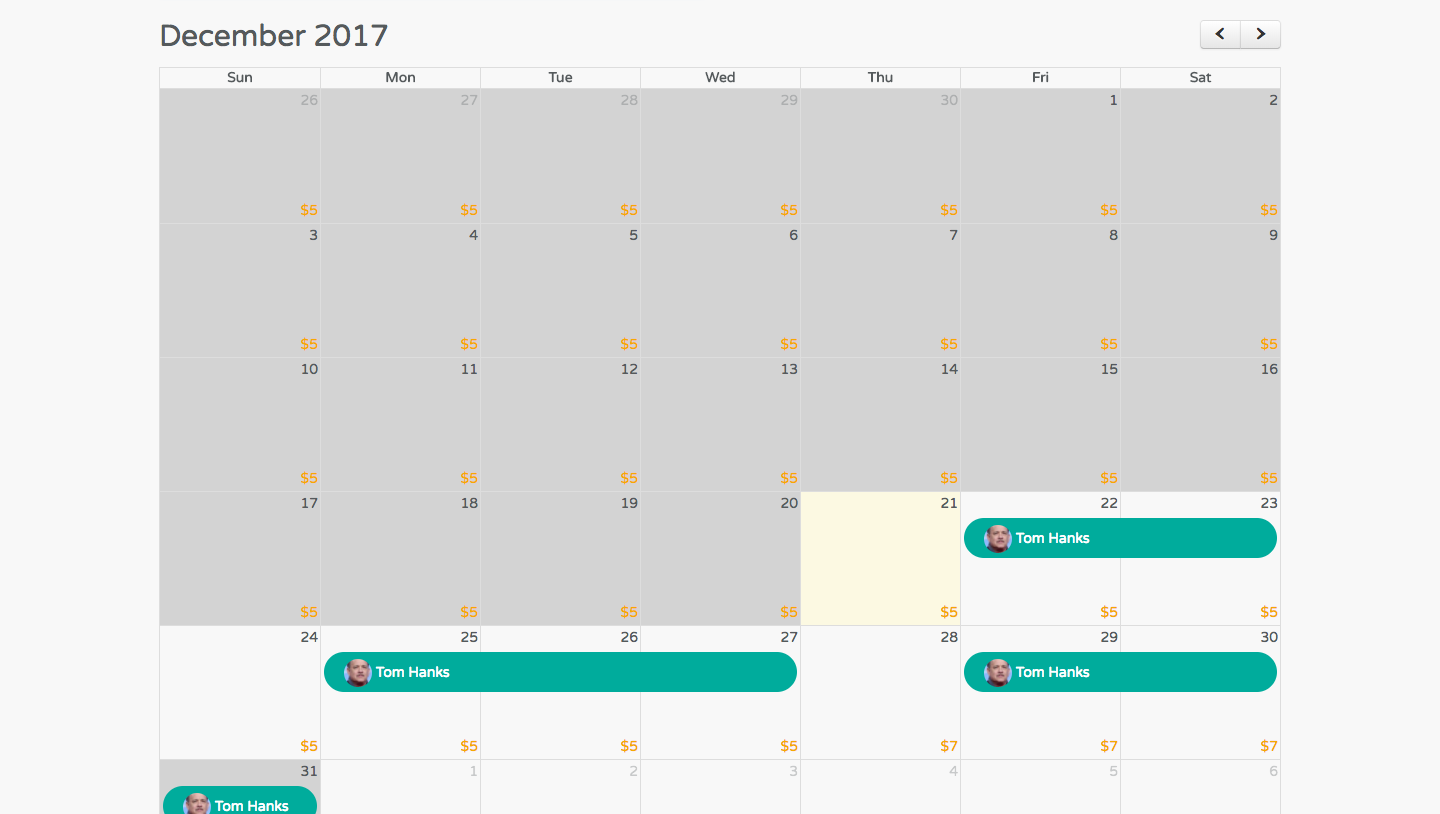 December 2017
Sun Mon Tue Wed Thu Fri Sat
26 27 28 29 30 1 2
$5 $5 $5 $5 $5 $5 $5
3 4 5 6 7 8 9
$5 $5 $5 $5 $5 $5 $5
10 11 12 13 14 15 16
$5 $5 $5 $5 $5 $5 $5
17 18 19 20 21 22 23
Tom Hanks
$5 $5 $5 $5 $5 $5 $5
24 25 26 27 28 29 30
Tom Hanks Tom Hanks
$5 $5 $5 $5 $7 $7 $7
31 1 2 3 4 5 6
Tom Hanks